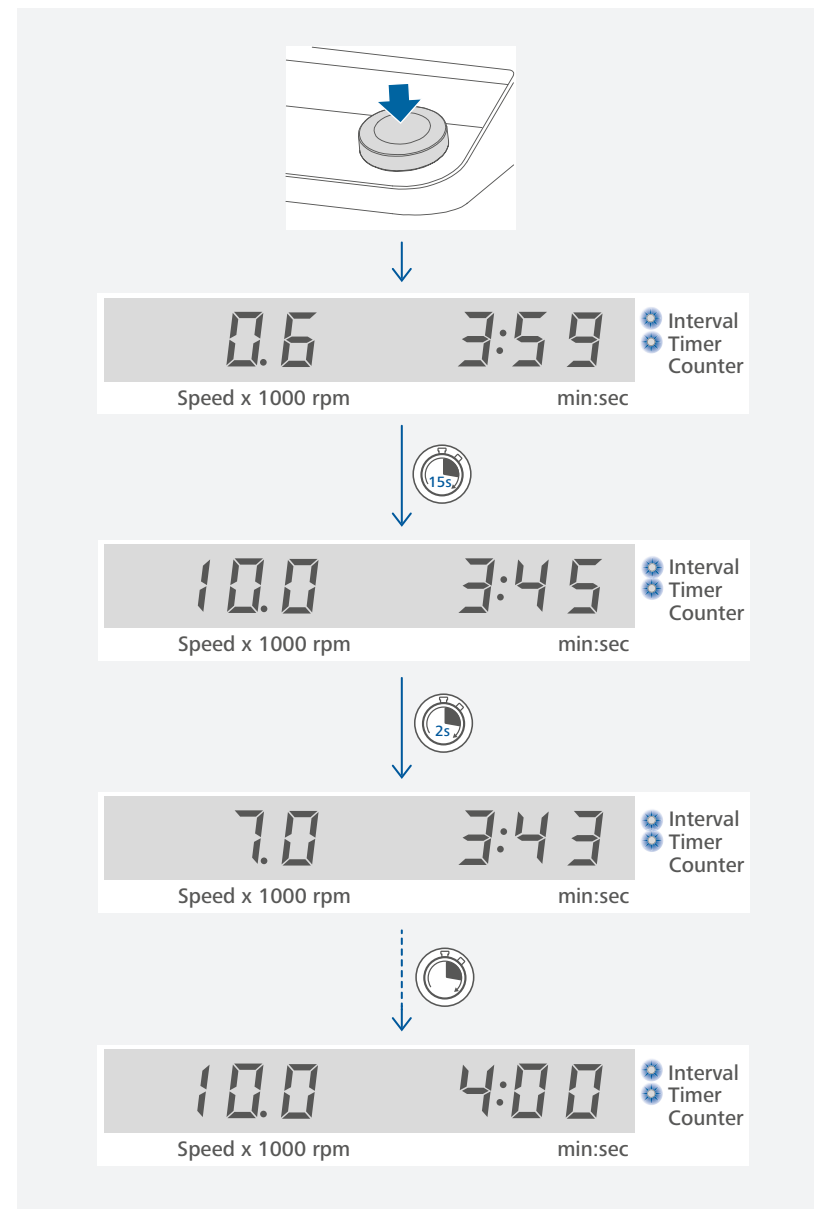 0.6 3:59
Interval
Timer
Counter
Speed x 1000 rpm min:sec
15s
10.0 3:45
Interval
Timer
Counter
Speed x 1000 rpm min:sec
2s
7.0 3:43
Interval
Timer
Counter
Speed x 1000 rpm min:sec
10.0 4:00
Interval
Timer
Counter
Speed x 1000 rpm min:sec